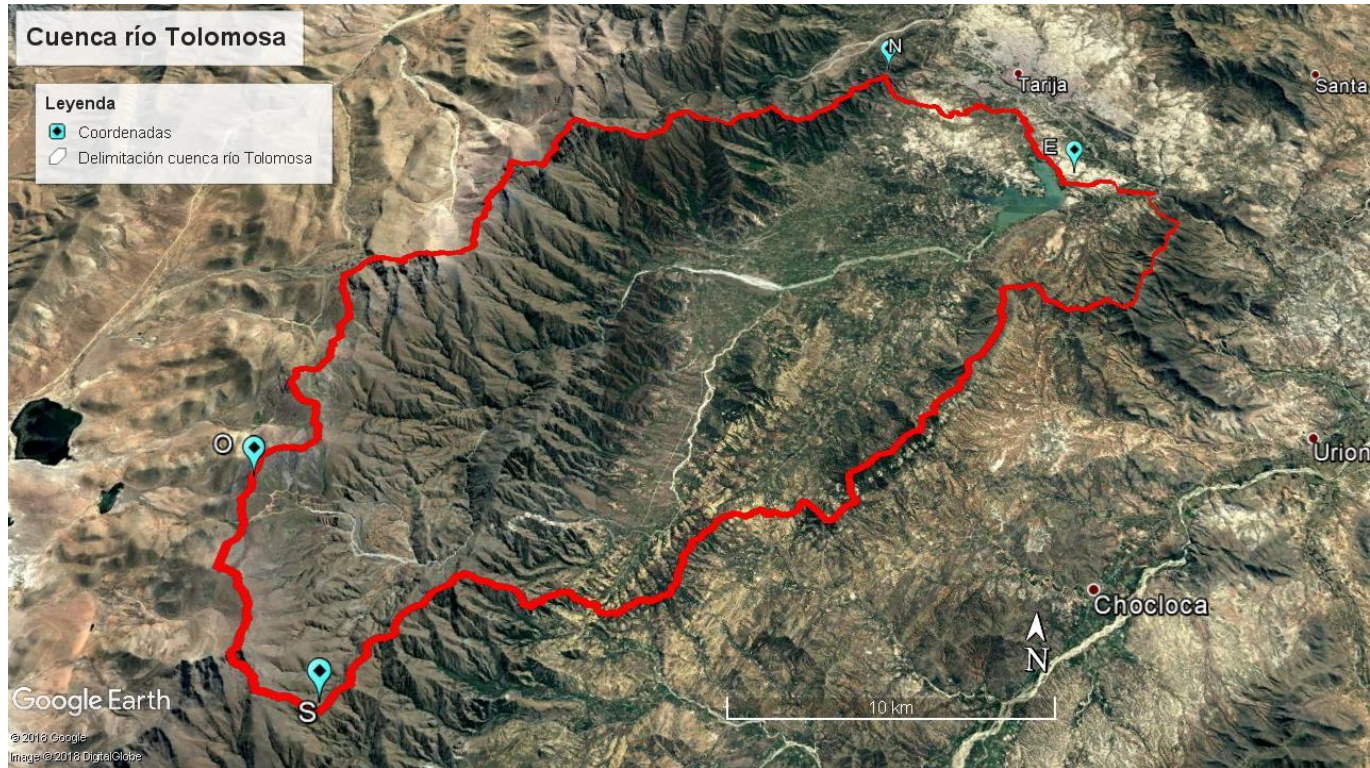 Cuenca río Tolomosa
Leyenda
Coordenadas
Delimitación cuenca río Tolomosa
N
Tarija
Santa
E
O
Urion
Chocloca
N
S
10 km
Google Earth
© 2018 Google
Image © 2018 DigitalGlobe